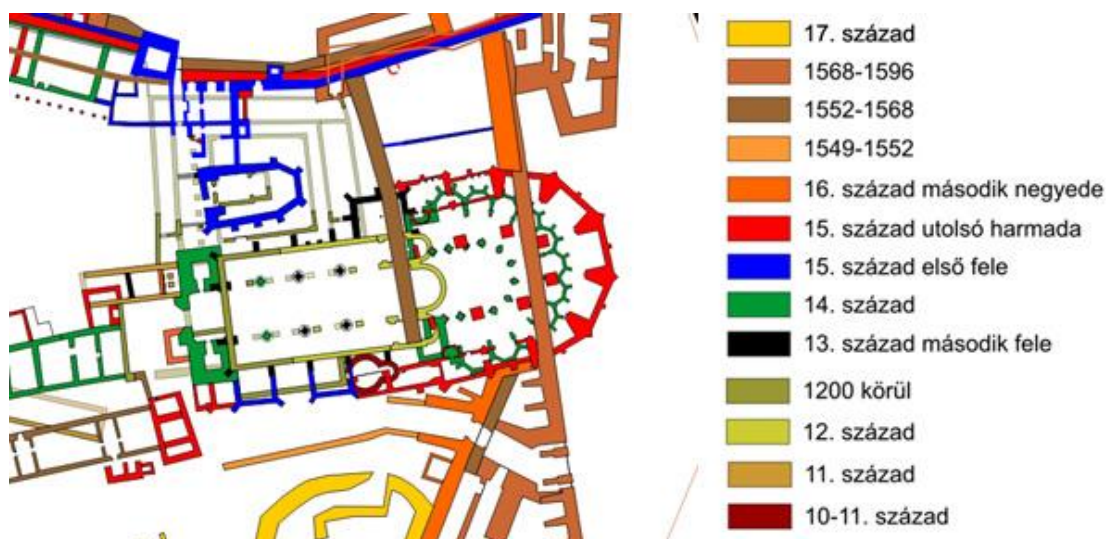 17. század
1568-1596
1552-1568
1549-1552
16. század második negyede
15. század utolsó harmada
15. század első fele
14. század
13. század második fele
1200 körül
12. század
11. század
10-11. század